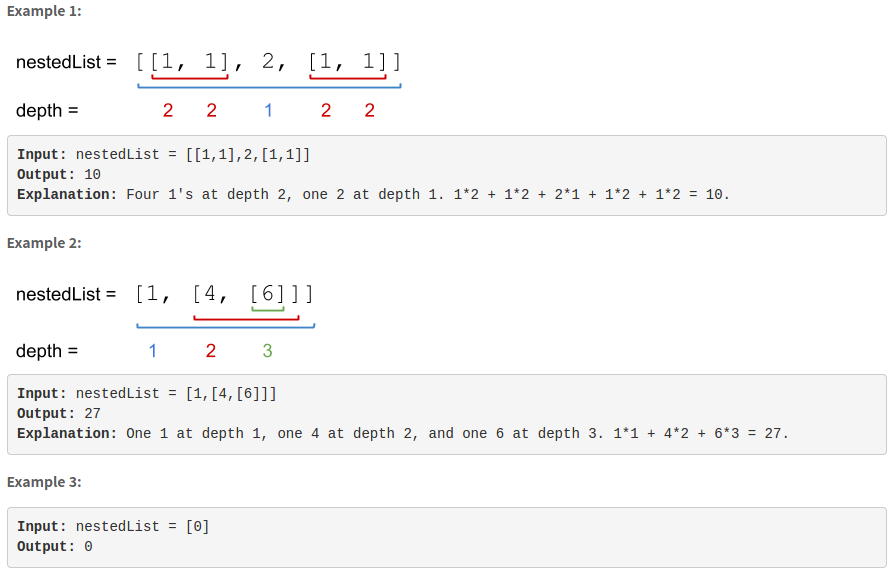 Example 1:
nestedList = [[1, 1], 2, [1, 1]]
depth = 2 2 1 2 2
Input: nestedList = [[1,1],2,[1,1]]
Output: 10
Explanation: Four 1's at depth 2, one 2 at depth 1. 1*2 + 1*2 + 2*1 + 1*2 + 1*2 = 10.
Example 2:
nestedList = [1, [4, [6]]]
depth = 1 2 3
Input: nestedList = [1,[4,[6]]]
Output: 27
Explanation: One 1 at depth 1, one 4 at depth 2, and one 6 at depth 3. 1*1 + 4*2 + 6*3 = 27.
Example 3:
Input: nestedList = [0]
Output: 0